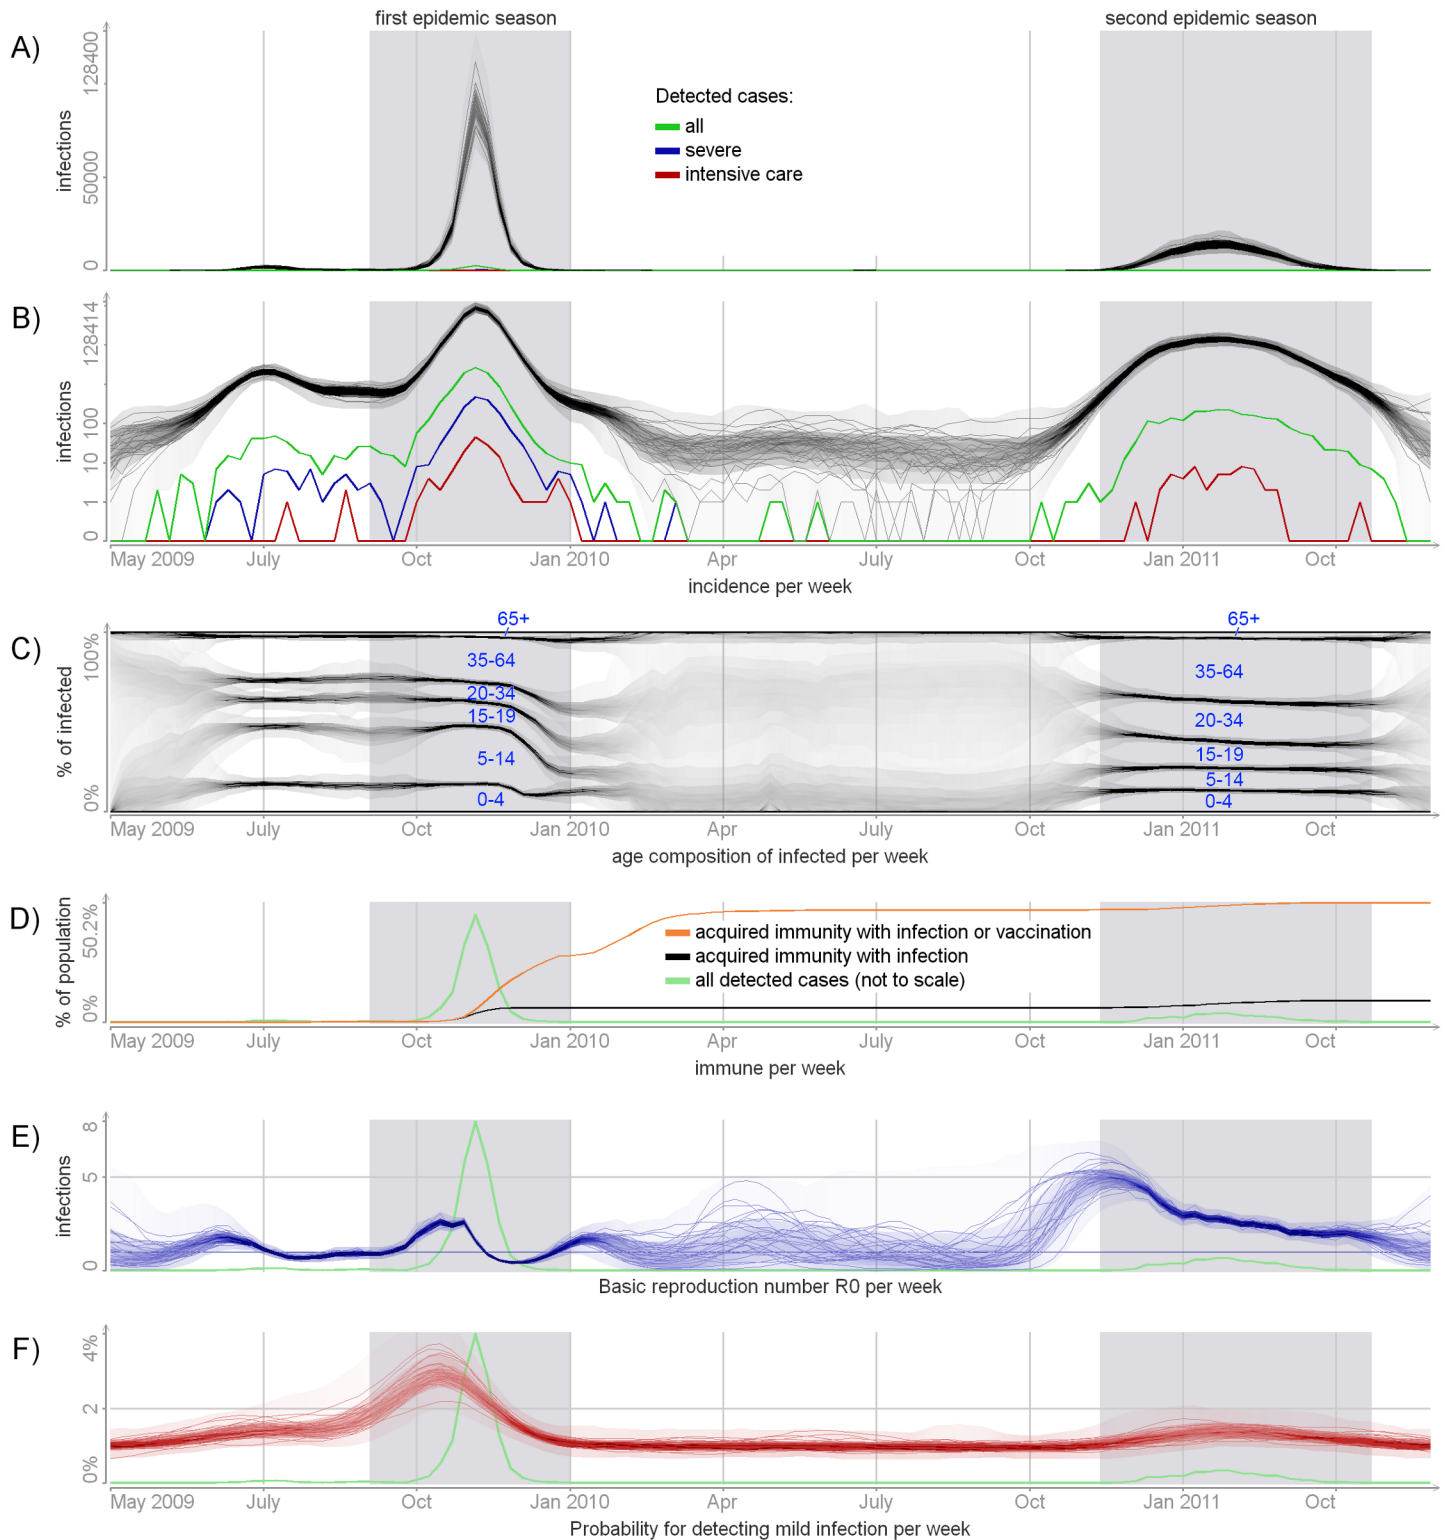 first epidemic season
second epidemic season
A)
128400
50000
0
infections
Detected cases:
all
severe
intensive care
B)
128414
100
10
1
0
infections
May 2009 July Oct Jan 2010 Apr July Oct Jan 2011 Oct
incidence per week
C)
100%
0%
% of infected
65+
35-64
20-34
15-19
5-14
0-4
65+
35-64
20-34
15-19
5-14
0-4
May 2009 July Oct Jan 2010 Apr July Oct Jan 2011 Oct
age composition of infected per week
D)
50.2%
0%
% of population
acquired immunity with infection or vaccination
acquired immunity with infection
all detected cases (not to scale)
May 2009 July Oct Jan 2010 Apr July Oct Jan 2011 Oct
immune per week
E)
8
5
0
infections
Basic reproduction number R0 per week
F)
4%
2
0%
May 2009 July Oct Jan 2010 Apr July Oct Jan 2011 Oct
Probability for detecting mild infection per week